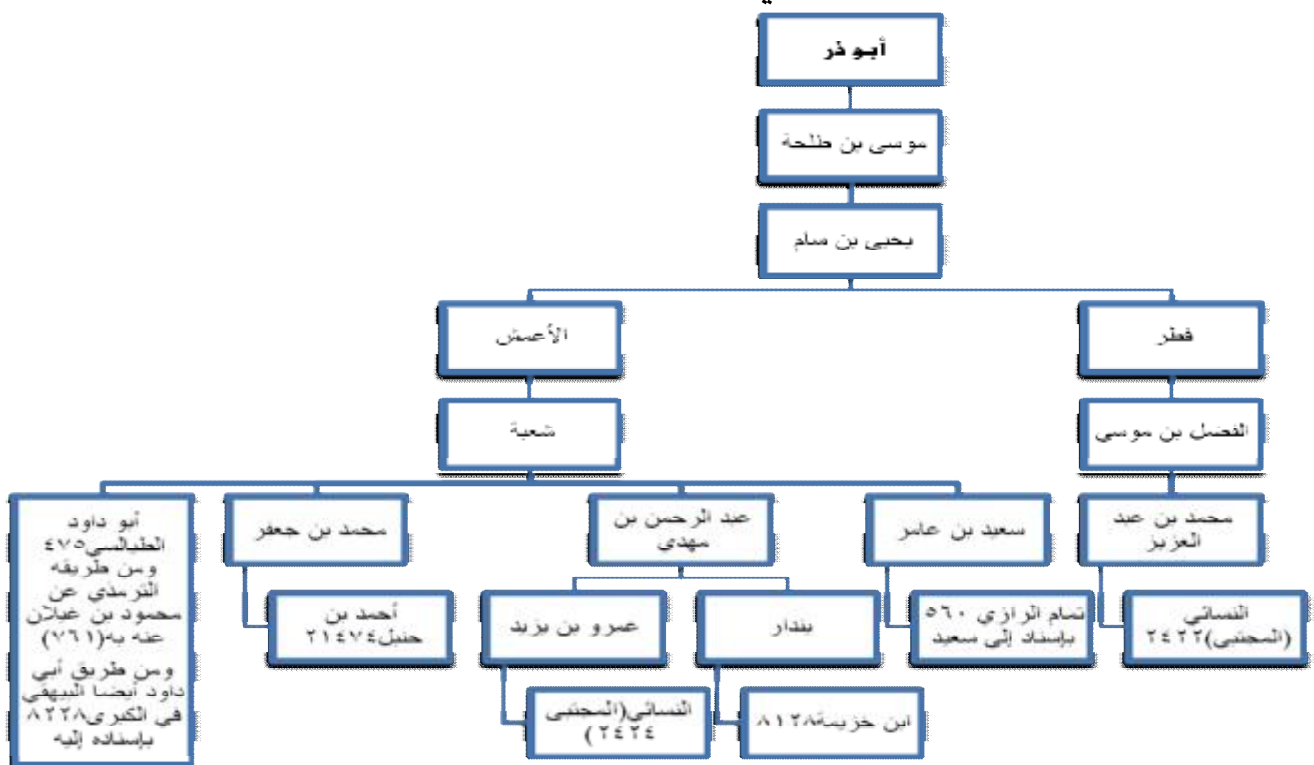 أبو ذر
موسى بن طلحة
يحيى بن سام
الأعمش
فطر
شعبة
الفضل بن موسى
أبو داود
الطيالسي٤٧٥
ومن طريقه
الترمذي عن
محمود بن غيلان
عنه به(٧٦١)
ومن طريق أبي
داود أيضا البيهقي
في الكبرى٨٢٢٨
بإسناده إليه
محمد بن جعفر
عبد الرحمن بن
مهدي
سعيد بن عامر
محمد بن عبد
العزيز
أحمد بن
حنبل٢١٤٧٤
عمرو بن يزيد
بندار
تمام الرازي ٥٦٠
بإسناد إلى سعيد
النسائي
(المجتبى)٢٤٢٢
النسائي(المجتبى
٢٤٢٤)
ابن خزيمة٨١٢٨